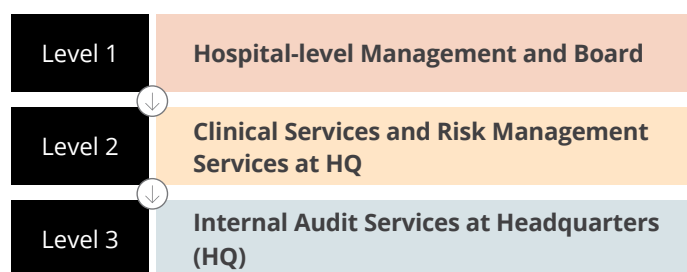 Level 1
Hospital-level Management and Board
Level 2
Clinical Services and Risk Management
Services at HQ
Level 3
Internal Audit Services at Headquarters
(HQ)